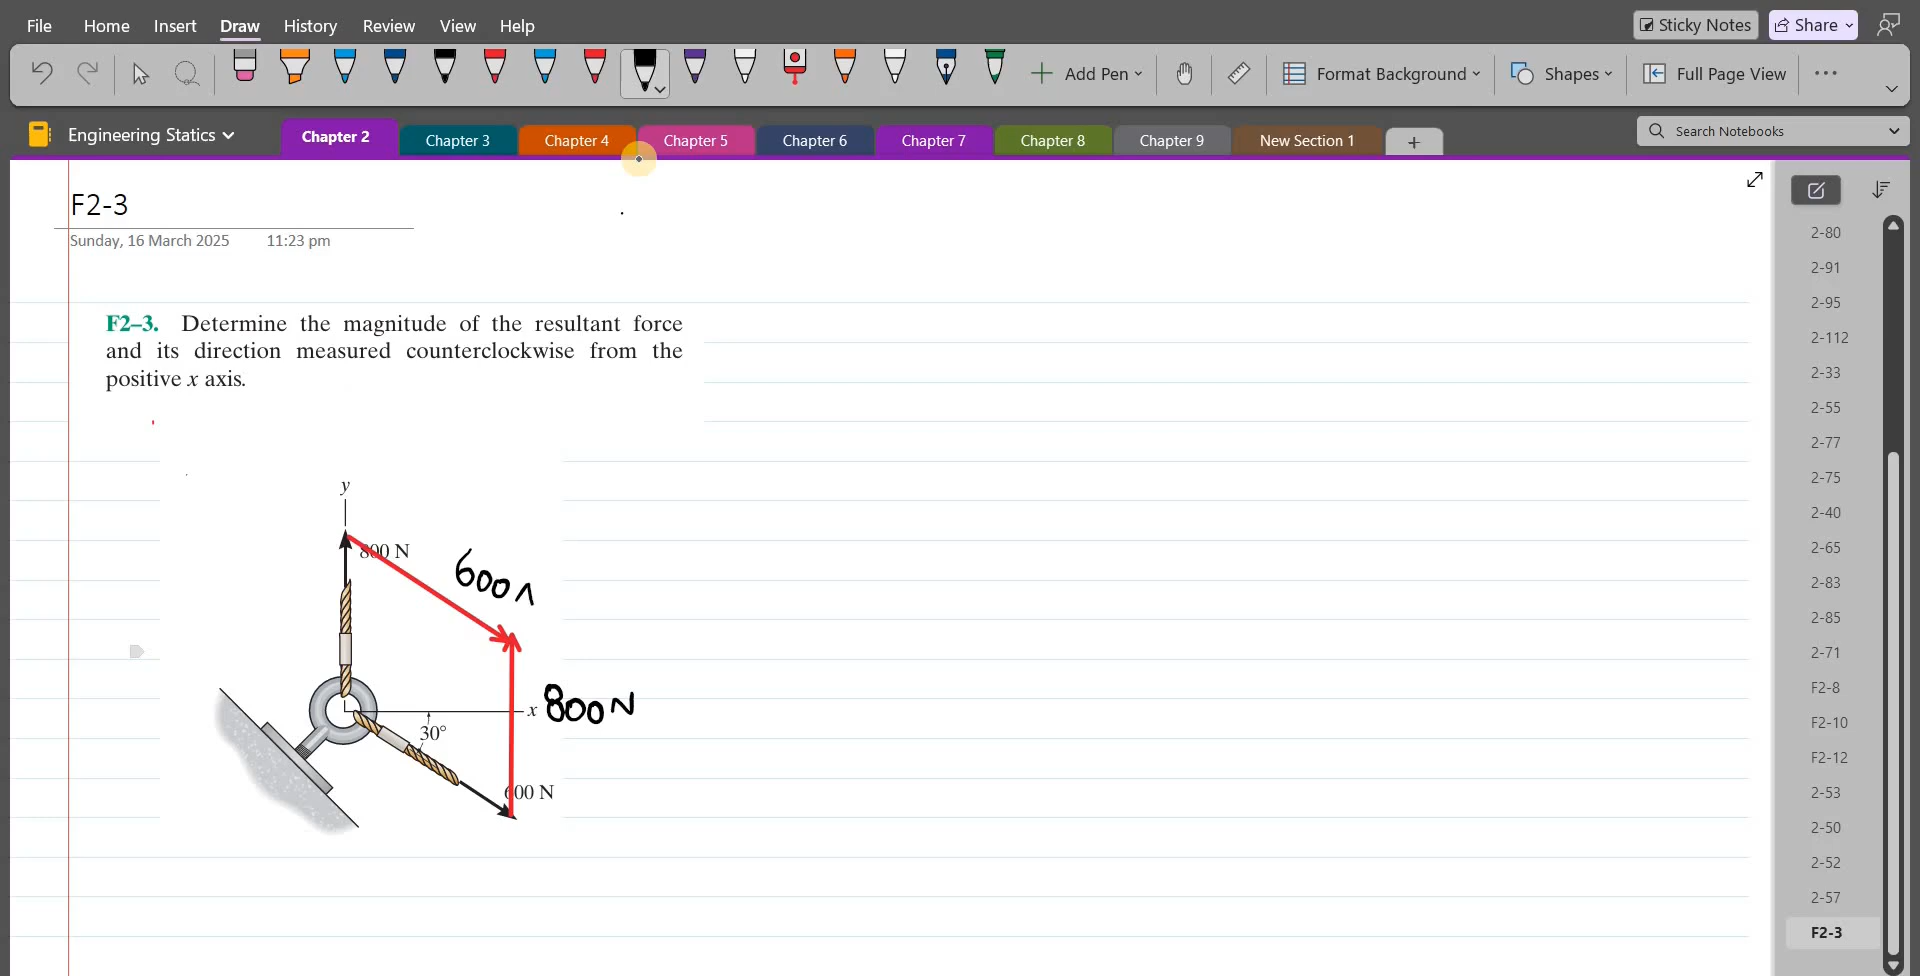 File Home Insert Draw History Review View Help
Sticky Notes Share
Add Pen Format Background Shapes Full Page View
Engineering Statics Chapter 2 Chapter 3 Chapter 4 Chapter 5 Chapter 6 Chapter 7 Chapter 8 Chapter 9 New Section 1 +
Search Notebooks
F2-3
Sunday, 16 March 2025 11:23 pm
F2–3. Determine the magnitude of the resultant force
and its direction measured counterclockwise from the
positive x axis.
y
800 N
600 N
x 800 N
30°
600 N
2-80
2-91
2-95
2-112
2-33
2-55
2-77
2-75
2-40
2-65
2-83
2-85
2-71
F2-8
F2-10
F2-12
2-53
2-50
2-52
2-57
F2-3